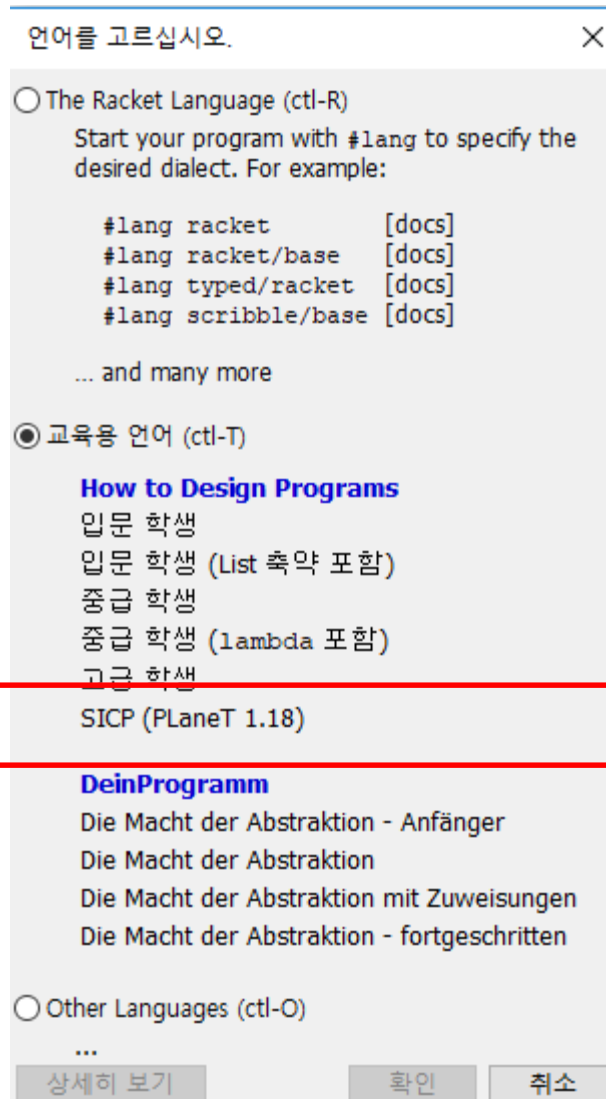 언어를 고르십시오.
The Racket Language (ctl-R)
Start your program with #lang to specify the
desired dialect. For example:
#lang racket [docs]
#lang racket/base [docs]
#lang typed/racket [docs]
#lang scribble/base [docs]
... and many more
교육용 언어 (ctl-T)
How to Design Programs
입문 학생
입문 학생 (List 축약 포함)
중급 학생
중급 학생 (lambda 포함)
고급 학생
SICP (PLaneT 1.18)
DeinProgramm
Die Macht der Abstraktion - Anfänger
Die Macht der Abstraktion
Die Macht der Abstraktion mit Zuweisungen
Die Macht der Abstraktion - fortgeschritten
Other Languages (ctl-O)
...
상세히 보기 확인 취소